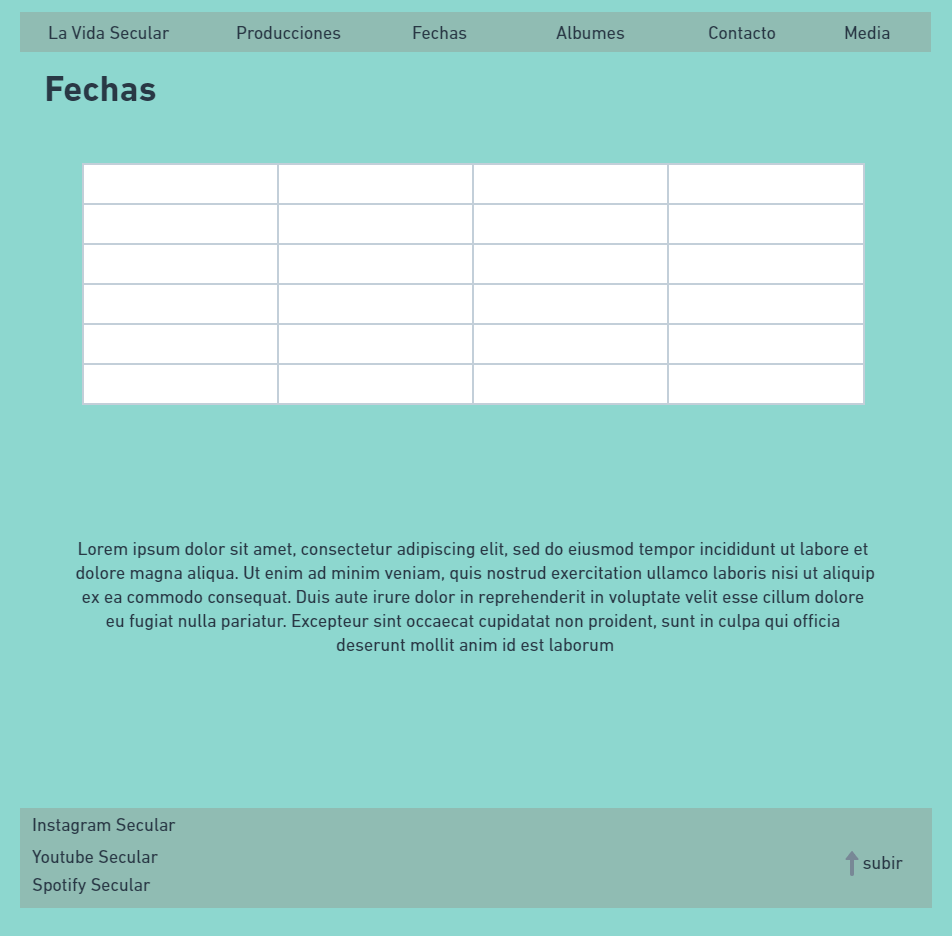 La Vida Secular Producciones Fechas Albumes Contacto Media
Fechas
Lorem ipsum dolor sit amet, consectetur adipiscing elit, sed do eiusmod tempor incididunt ut labore et
dolore magna aliqua. Ut enim ad minim veniam, quis nostrud exercitation ullamco laboris nisi ut aliquip
ex ea commodo consequat. Duis aute irure dolor in reprehenderit in voluptate velit esse cillum dolore
eu fugiat nulla pariatur. Excepteur sint occaecat cupidatat non proident, sunt in culpa qui officia
deserunt mollit anim id est laborum
Instagram Secular
Youtube Secular
Spotify Secular
subir